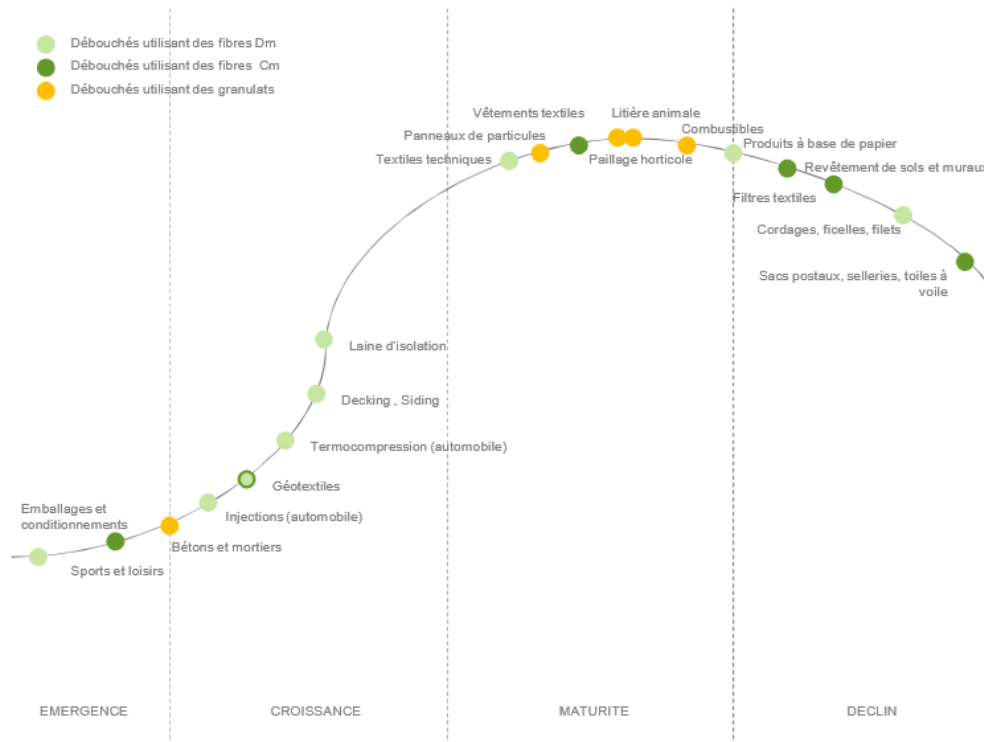 Débouchés utilisant des fibres Dm
Débouchés utilisant des fibres Cm
Débouchés utilisant des granulats
Vêtements textiles
Litière animale
Panneaux de particules
Combustibles
Textiles techniques
Paillage horticole
Produits à base de papier
Revêtement de sols et muraux
Filtres textiles
Cordages, ficelles, filets
Sacs postaux, selleries, toiles à
voile
Laine d'isolation
Decking , Siding
Termocompression (automobile)
Géotextiles
Emballages et
conditionnements
Injections (automobile)
Bétons et mortiers
Sports et loisirs
EMERGENCE
CROISSANCE
MATURITE
DECLIN